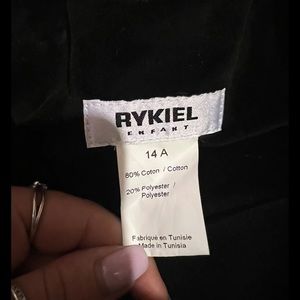 RYKIEL
ENFANT
14 A
80% Coton / Cotton
20% Polyester /
Polyester
Fabriqué en Tunisie
Made in Tunisia